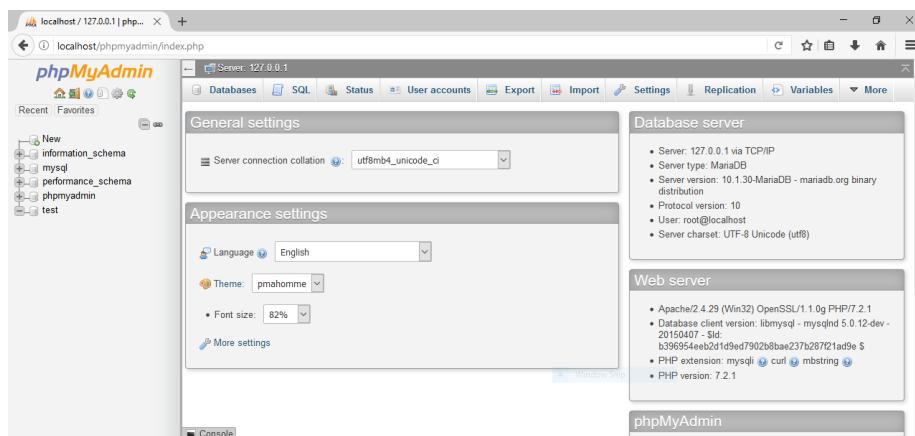 localhost / 127.0.0.1 | php...
localhost/phpmyadmin/index.php
phpMyAdmin
Recent Favorites
New
information_schema
mysql
performance_schema
phpmyadmin
test
Server: 127.0.0.1
Databases SQL Status User accounts Export Import Settings Replication Variables More
General settings
Server connection collation : utf8mb4_unicode_ci
Appearance settings
Language English
Theme: pmahomme
• Font size: 82%
More settings
Console
Database server
• Server: 127.0.0.1 via TCP/IP
• Server type: MariaDB
• Server version: 10.1.30-MariaDB - mariadb.org binary
distribution
• Protocol version: 10
• User: root@localhost
• Server charset: UTF-8 Unicode (utf8)
Web server
• Apache/2.4.29 (Win32) OpenSSL/1.1.0g PHP/7.2.1
• Database client version: libmysql - mysqlnd 5.0.12-dev -
20150407 - $Id:
b396954eeb2d1d9ed7902b8bae237b287f21ad9e $
• PHP extension: mysqli curl mbstring
• PHP version: 7.2.1
phpMyAdmin
Window Snip